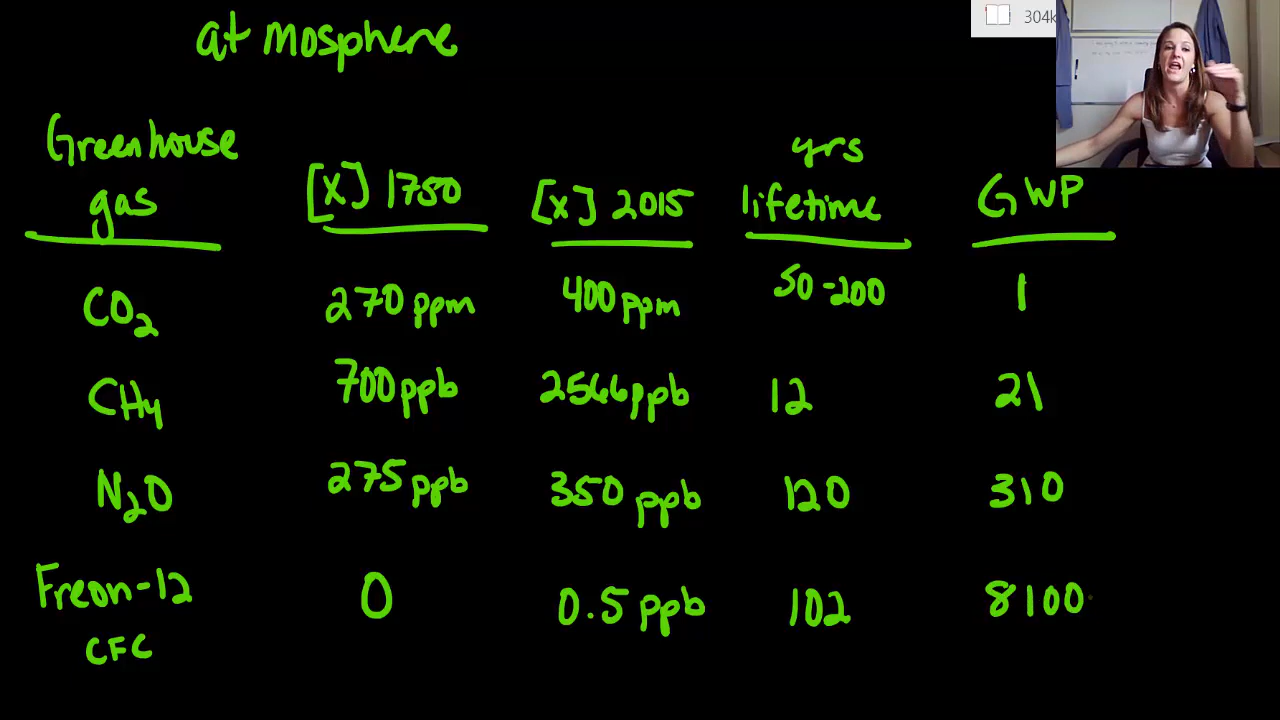 atmosphere
304k
Greenhouse gas [X] 1750 [X] 2015 yrs lifetime GWP
CO2 270 ppm 400 ppm 50-200 1
CH4 700 ppb 2566 ppb 12 21
N2O 275 ppb 350 ppb 120 310
Freon-12 0 0.5 ppb 102 8100
CFC